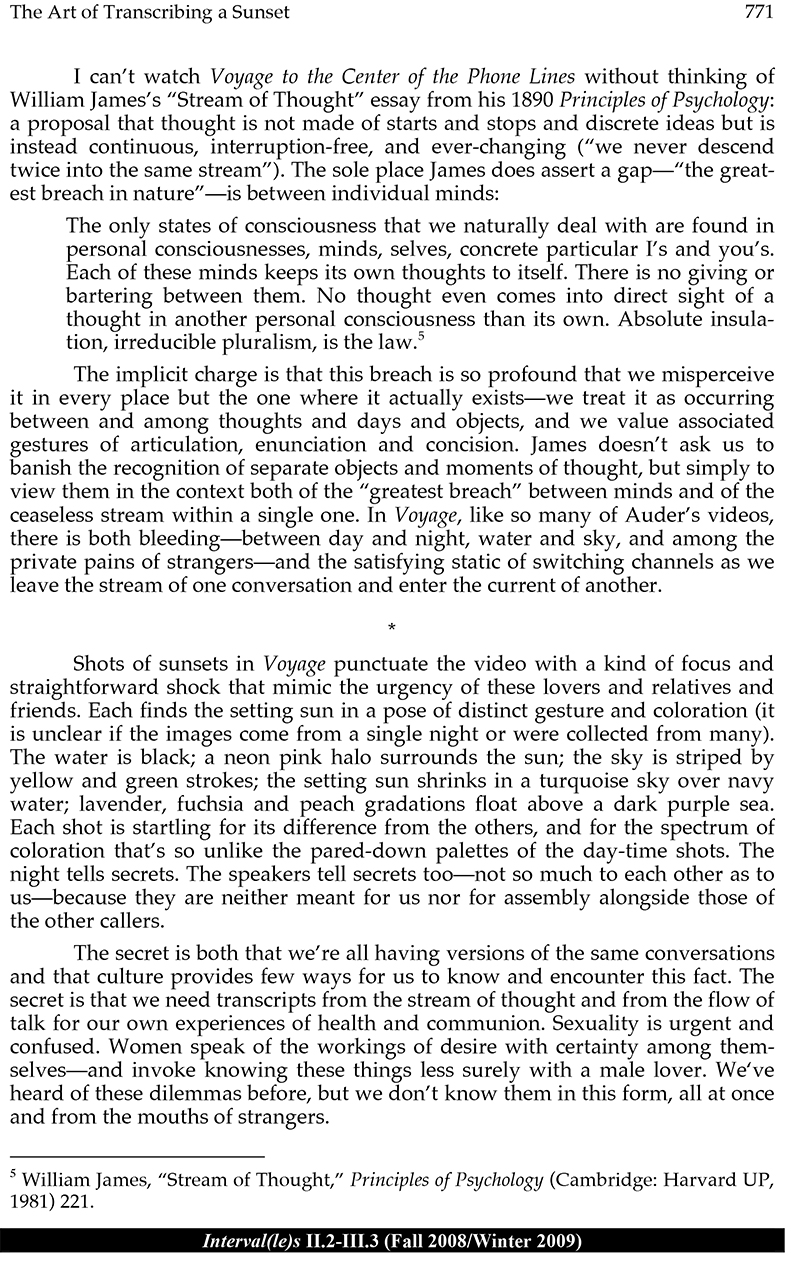 The Art of Transcribing a Sunset 771
I can’t watch Voyage to the Center of the Phone Lines without thinking of
William James’s “Stream of Thought” essay from his 1890 Principles of Psychology:
a proposal that thought is not made of starts and stops and discrete ideas but is
instead continuous, interruption-free, and ever-changing (“we never descend
twice into the same stream”). The sole place James does assert a gap—“the great-
est breach in nature”—is between individual minds:
The only states of consciousness that we naturally deal with are found in
personal consciousnesses, minds, selves, concrete particular I’s and you’s.
Each of these minds keeps its own thoughts to itself. There is no giving or
bartering between them. No thought even comes into direct sight of a
thought in another personal consciousness than its own. Absolute insula-
tion, irreducible pluralism, is the law.5
The implicit charge is that this breach is so profound that we misperceive
it in every place but the one where it actually exists—we treat it as occurring
between and among thoughts and days and objects, and we value associated
gestures of articulation, enunciation and concision. James doesn’t ask us to
banish the recognition of separate objects and moments of thought, but simply to
view them in the context both of the “greatest breach” between minds and of the
ceaseless stream within a single one. In Voyage, like so many of Auder’s videos,
there is both bleeding—between day and night, water and sky, and among the
private pains of strangers—and the satisfying static of switching channels as we
leave the stream of one conversation and enter the current of another.
*
Shots of sunsets in Voyage punctuate the video with a kind of focus and
straightforward shock that mimic the urgency of these lovers and relatives and
friends. Each finds the setting sun in a pose of distinct gesture and coloration (it
is unclear if the images come from a single night or were collected from many).
The water is black; a neon pink halo surrounds the sun; the sky is striped by
yellow and green strokes; the setting sun shrinks in a turquoise sky over navy
water; lavender, fuchsia and peach gradations float above a dark purple sea.
Each shot is startling for its difference from the others, and for the spectrum of
coloration that’s so unlike the pared-down palettes of the day-time shots. The
night tells secrets. The speakers tell secrets too—not so much to each other as to
us—because they are neither meant for us nor for assembly alongside those of
the other callers.
The secret is both that we’re all having versions of the same conversations
and that culture provides few ways for us to know and encounter this fact. The
secret is that we need transcripts from the stream of thought and from the flow of
talk for our own experiences of health and communion. Sexuality is urgent and
confused. Women speak of the workings of desire with certainty among them-
selves—and invoke knowing these things less surely with a male lover. We‘ve
heard of these dilemmas before, but we don’t know them in this form, all at once
and from the mouths of strangers.
5 William James, “Stream of Thought,” Principles of Psychology (Cambridge: Harvard UP,
1981) 221.
Interval(le)s II.2-III.3 (Fall 2008/Winter 2009)